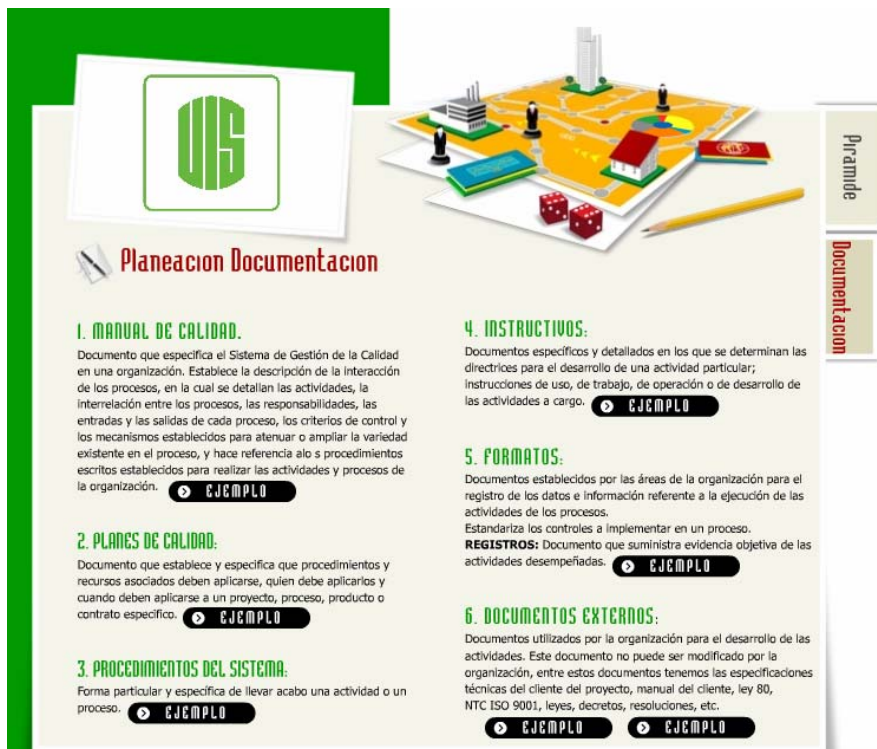 UIS
Planeacion Documentacion
1. MANUAL DE CALIDAD.
Documento que especifica el Sistema de Gestión de la Calidad
en una organización. Establece la descripción de la interacción
de los procesos, en la cual se detallan las actividades, la
interrelación entre los procesos, las responsabilidades, las
entradas y las salidas de cada proceso, los criterios de control y
los mecanismos establecidos para atenuar o ampliar la variedad
existente en el proceso, y hace referencia alo s procedimientos
escritos establecidos para realizar las actividades y procesos de
la organización. EJEMPLO
2. PLANES DE CALIDAD:
Documento que establece y especifica que procedimientos y
recursos asociados deben aplicarse, quien debe aplicarlos y
cuando deben aplicarse a un proyecto, proceso, producto o
contrato especifico. EJEMPLO
3. PROCEDIMIENTOS DEL SISTEMA:
Forma particular y específica de llevar acabo una actividad o un
proceso. EJEMPLO
4. INSTRUCTIVOS:
Documentos específicos y detallados en los que se determinan las
directrices para el desarrollo de una actividad particular;
instrucciones de uso, de trabajo, de operación o de desarrollo de
las actividades a cargo. EJEMPLO
5. FORMATOS:
Documentos establecidos por las áreas de la organización para el
registro de los datos e información referente a la ejecución de las
actividades de los procesos.
Estandariza los controles a implementar en un proceso.
REGISTROS: Documento que suministra evidencia objetiva de las
actividades desempeñadas. EJEMPLO
6. DOCUMENTOS EXTERNOS:
Documentos utilizados por la organización para el desarrollo de las
actividades. Este documento no puede ser modificado por la
organización, entre estos documentos tenemos las especificaciones
técnicas del cliente del proyecto, manual del cliente, ley 80,
NTC ISO 9001, leyes, decretos, resoluciones, etc.
EJEMPLO EJEMPLO
Piramide
Documentacion